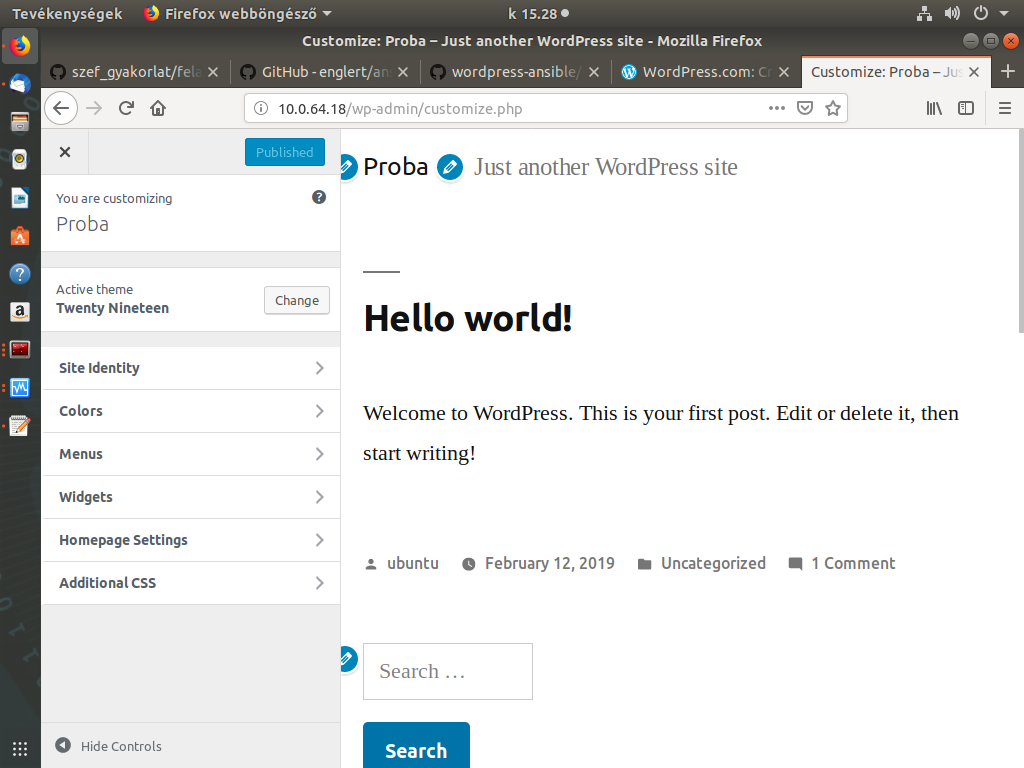 Tevékenységek Firefox webböngésző k 15.28
Customize: Proba – Just another WordPress site - Mozilla Firefox
szef_gyakorlat/fela GitHub - englert/ans wordpress-ansible/ WordPress.com: Cr Customize: Proba – Jus
10.0.64.18/wp-admin/customize.php
Published
You are customizing
Proba
Active theme
Twenty Nineteen
Change
Site Identity
Colors
Menus
Widgets
Homepage Settings
Additional CSS
Hide Controls
Proba Just another WordPress site
Hello world!
Welcome to WordPress. This is your first post. Edit or delete it, then
start writing!
ubuntu February 12, 2019 Uncategorized 1 Comment
Search …
Search